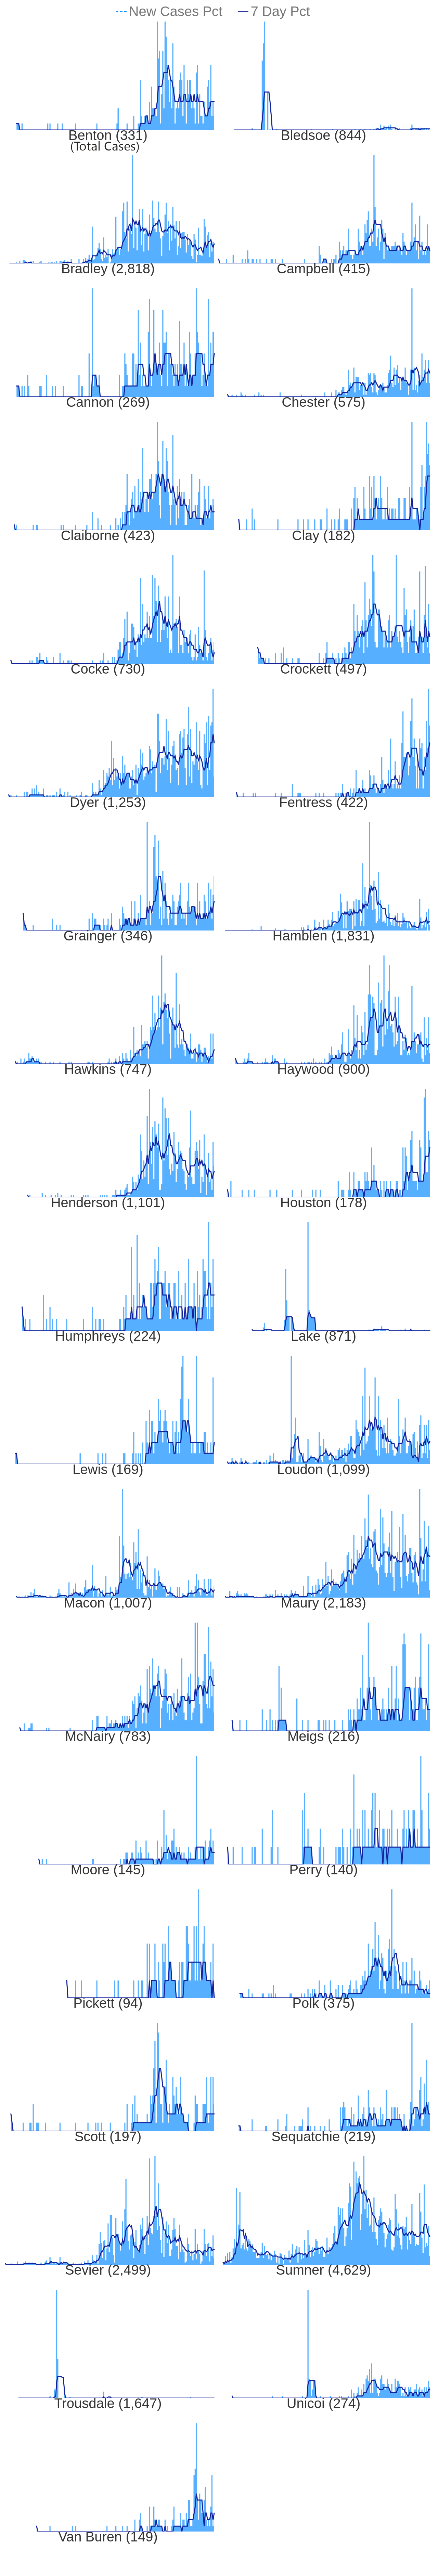 New Cases Pct 7 Day Pct
Benton (331) Bledsoe (844)
(Total Cases)
Bradley (2,818) Campbell (415)
Cannon (269) Chester (575)
Claiborne (423) Clay (182)
Cocke (730) Crockett (497)
Dyer (1,253) Fentress (422)
Grainger (346) Hamblen (1,831)
Hawkins (747) Haywood (900)
Henderson (1,101) Houston (178)
Humphreys (224) Lake (871)
Lewis (169) Loudon (1,099)
Macon (1,007) Maury (2,183)
McNairy (783) Meigs (216)
Moore (145) Perry (140)
Pickett (94) Polk (375)
Scott (197) Sequatchie (219)
Sevier (2,499) Sumner (4,629)
Trousdale (1,647) Unicoi (274)
Van Buren (149)